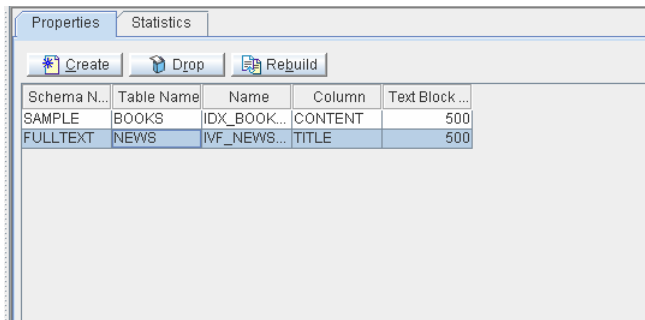 Properties Statistics
Create Drop Rebuild
Schema N... Table Name Name Column Text Block ...
SAMPLE BOOKS IDX_BOOK... CONTENT 500
FULLTEXT NEWS IVF_NEWS... TITLE 500